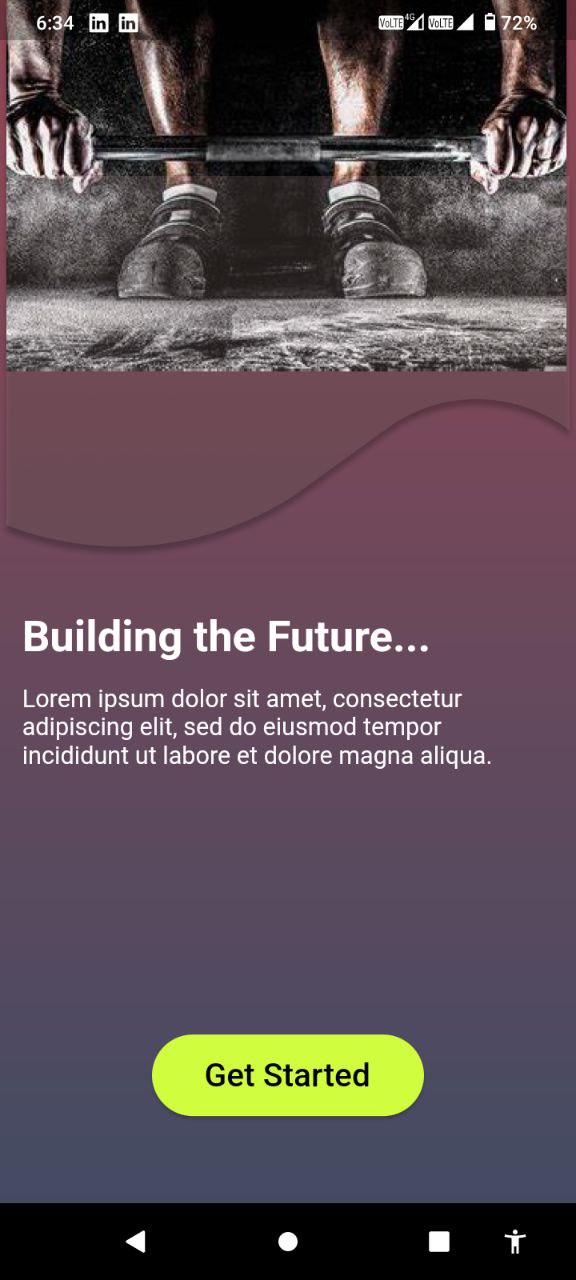 6:34 in in VoLTE 4G VoLTE 72%
Building the Future...
Lorem ipsum dolor sit amet, consectetur
adipiscing elit, sed do eiusmod tempor
incididunt ut labore et dolore magna aliqua.
Get Started